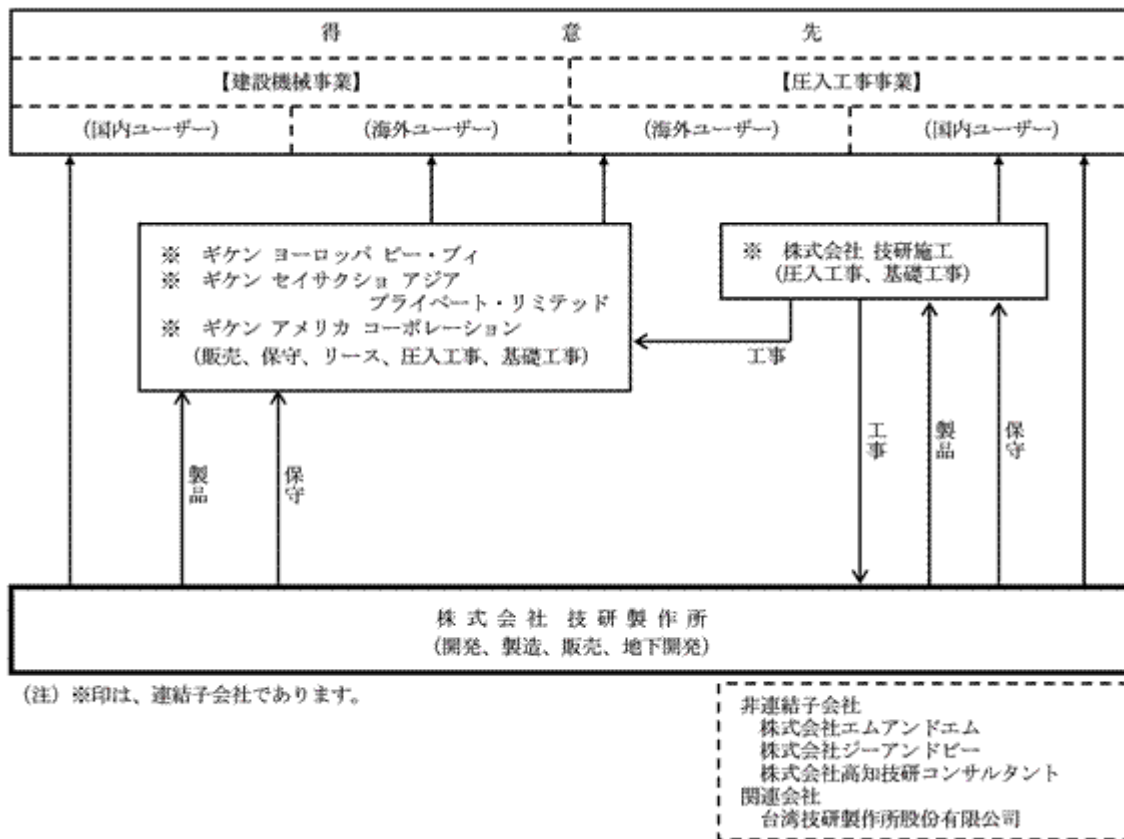 得意先
【建設機械事業】 【圧入工事事業】
(国内ユーザー) (海外ユーザー) (海外ユーザー) (国内ユーザー)
※ ギケン ヨーロッパ ビー・ブィ
※ ギケン セイサクショ アジア
プライベート・リミテッド
※ ギケン アメリカ コーポレーション
(販売、保守、リース、圧入工事、基礎工事)
※ 株式会社 技研施工
(圧入工事、基礎工事)
工事
製品
保守
工事
製品
保守
株式会社 技研製作所
(開発、製造、販売、地下開発)
(注) ※印は、連結子会社であります。
非連結子会社
株式会社エムアンドエム
株式会社ジーアンドビー
株式会社高知技研コンサルタント
関連会社
台湾技研製作所股份有限公司